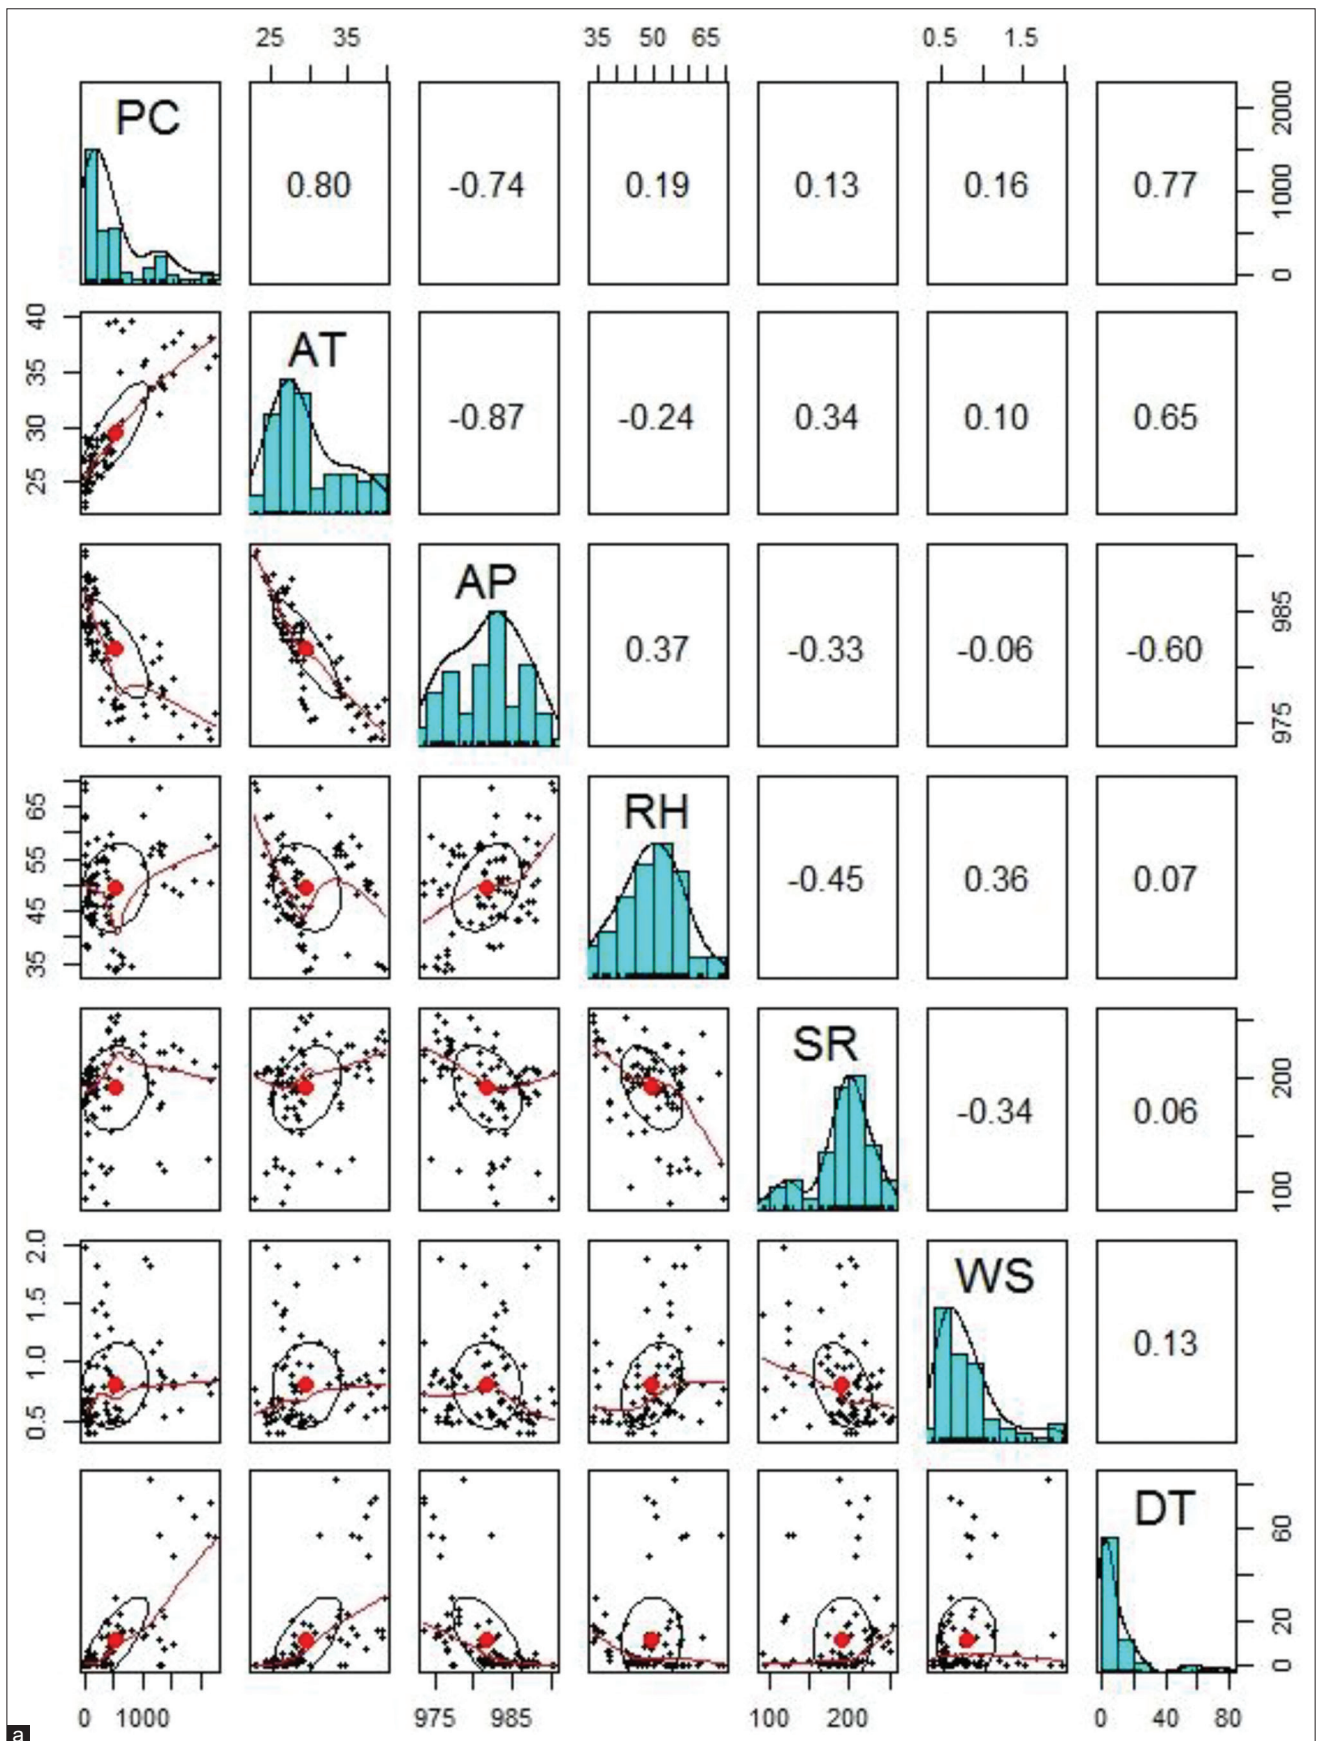 25 35 35 50 65 0.5 1.5
PC
0.80 -0.74 0.19 0.13 0.16 0.77
0 1000 2000
25 30 35 40
AT
-0.87 -0.24 0.34 0.10 0.65
AP
0.37 -0.33 -0.06 -0.60
975 985
35 45 55 65
RH
-0.45 0.36 0.07
SR
-0.34 0.06
100 200
0.5 1.0 1.5 2.0
WS
0.13
DT
0 20 60
0 1000 975 985 100 200 0 40 80
a